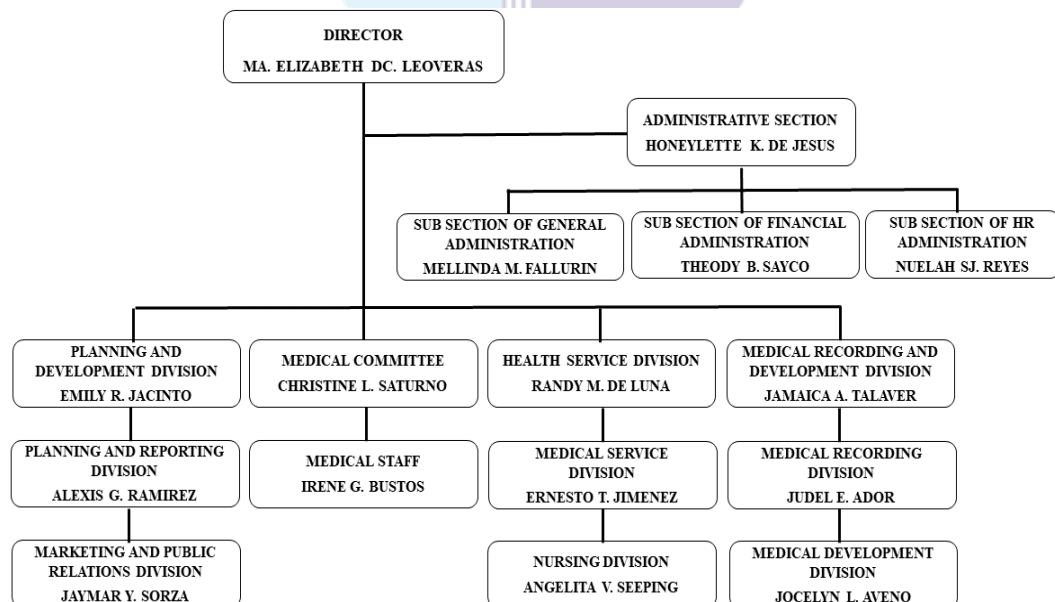 DIRECTOR
MA. ELIZABETH DC. LEOVERAS
ADMINISTRATIVE SECTION
HONEYLETTE K. DE JESUS
SUB SECTION OF GENERAL
ADMINISTRATION
MELLINDA M. FALLURIN
SUB SECTION OF FINANCIAL
ADMINISTRATION
THEODY B. SAYCO
SUB SECTION OF HR
ADMINISTRATION
NUELAH SJ. REYES
PLANNING AND
DEVELOPMENT DIVISION
EMILY R. JACINTO
MEDICAL COMMITTEE
CHRISTINE L. SATURNO
HEALTH SERVICE DIVISION
RANDY M. DE LUNA
MEDICAL RECORDING AND
DEVELOPMENT DIVISION
JAMAICA A. TALAVER
PLANNING AND REPORTING
DIVISION
ALEXIS G. RAMIREZ
MEDICAL STAFF
IRENE G. BUSTOS
MEDICAL SERVICE
DIVISION
ERNESTO T. JIMENEZ
MEDICAL RECORDING
DIVISION
JUDEL E. ADOR
MARKETING AND PUBLIC
RELATIONS DIVISION
JAYMAR Y. SORZA
NURSING DIVISION
ANGELITA V. SEEPING
MEDICAL DEVELOPMENT
DIVISION
JOCELYN L. AVENO